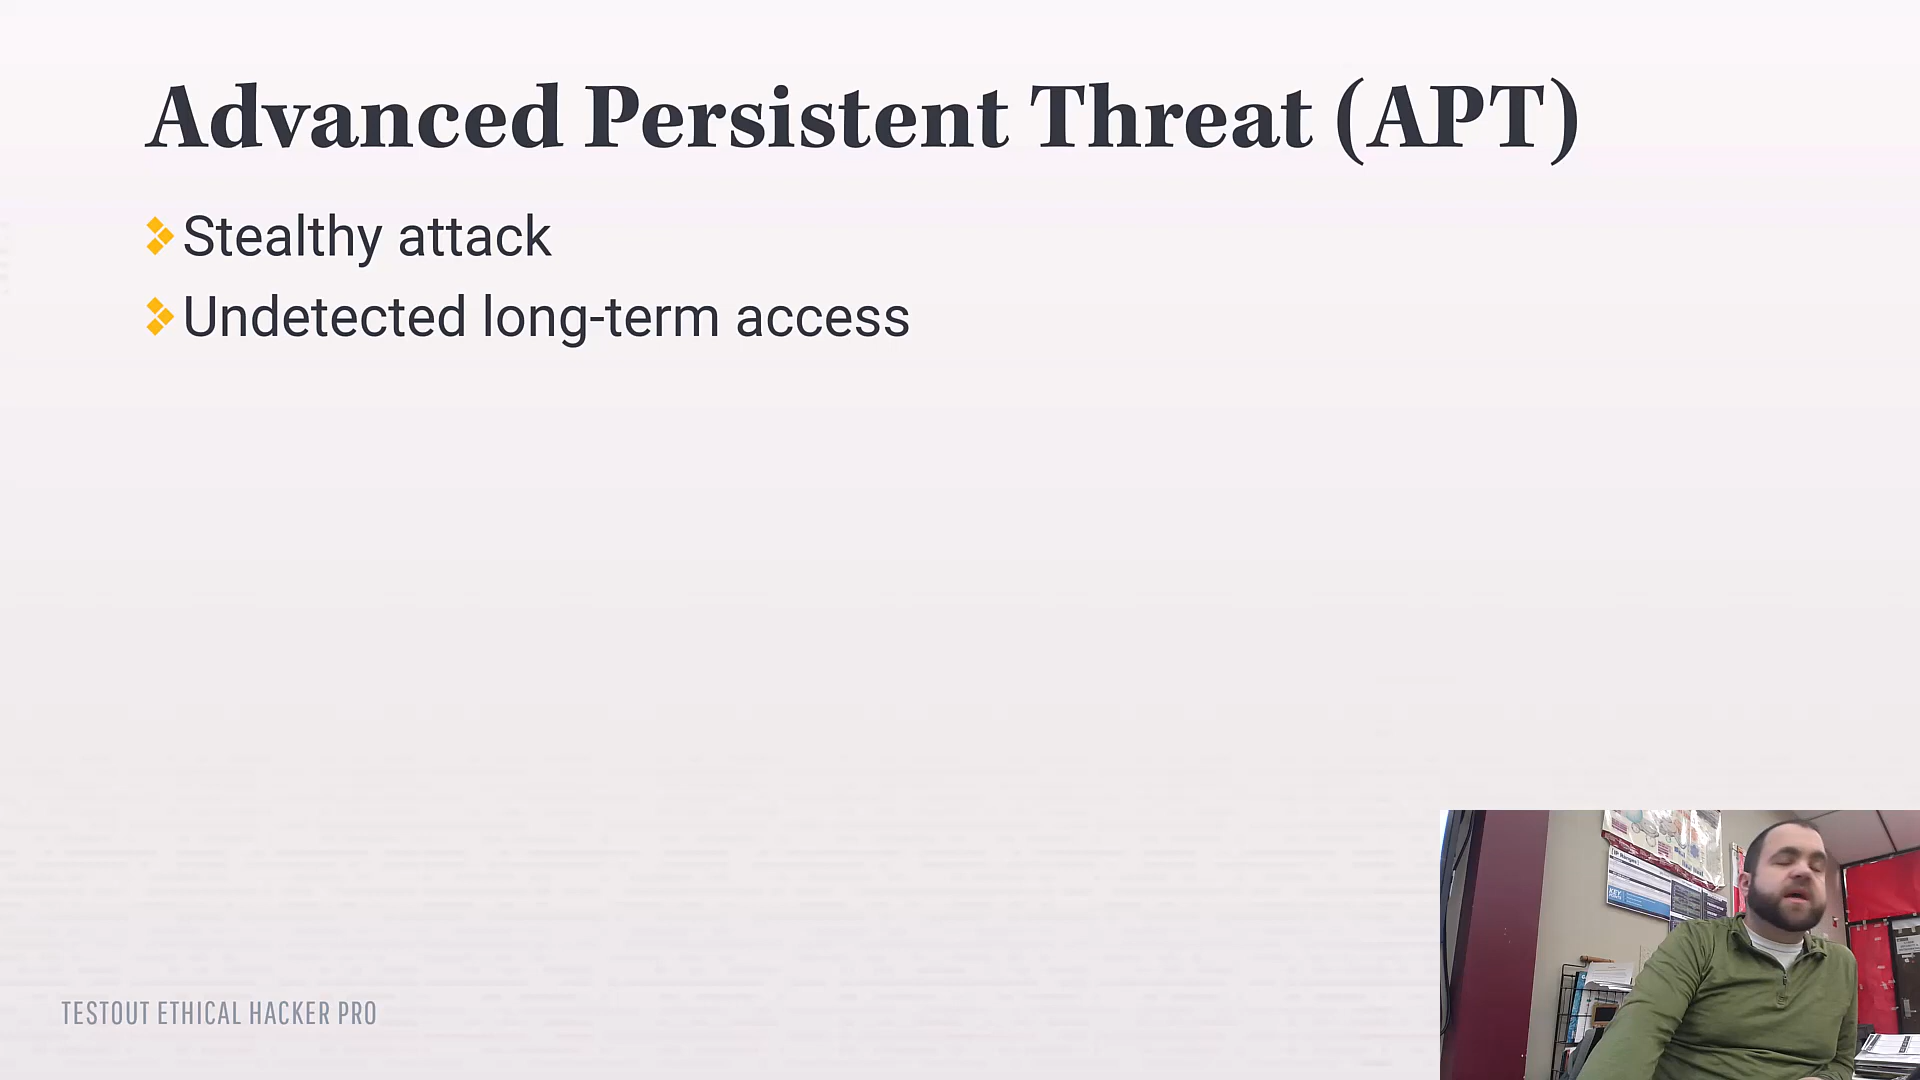 Advanced Persistent Threat (APT)
Stealthy attack
Undetected long-term access
TESTOUT ETHICAL HACKER PRO